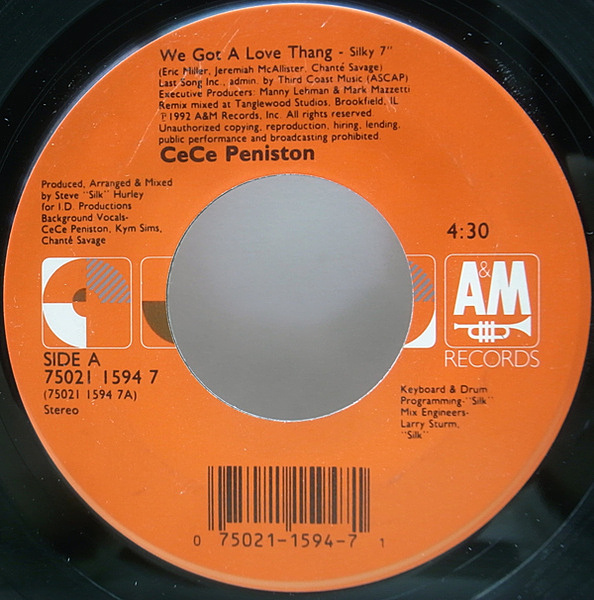 We Got A Love Thang - Silky 7"
(Eric Miller, Jeremiah McAllister, Chanté Savage)
Last Song Inc., admin. by Third Coast Music (ASCAP)
Executive Producers: Manny Lehman & Mark Mazzetti
Remix mixed at Tanglewood Studios, Brookfield, IL
℗1992 A&M Records, Inc. All rights reserved.
Unauthorized copying, reproduction, hiring, lending,
public performance and broadcasting prohibited.
CeCe Peniston
Produced, Arranged & Mixed
by Steve "Silk" Hurley
for I.D. Productions
Background Vocals-
CeCe Peniston, Kym Sims,
Chanté Savage
4:30
A&M
RECORDS
SIDE A
75021 1594 7
(75021 1594 7A)
Stereo
Keyboard & Drum
Programming-"Silk"
Mix Engineers-
Larry Sturm,
"Silk"
0 75021-1594-7 1